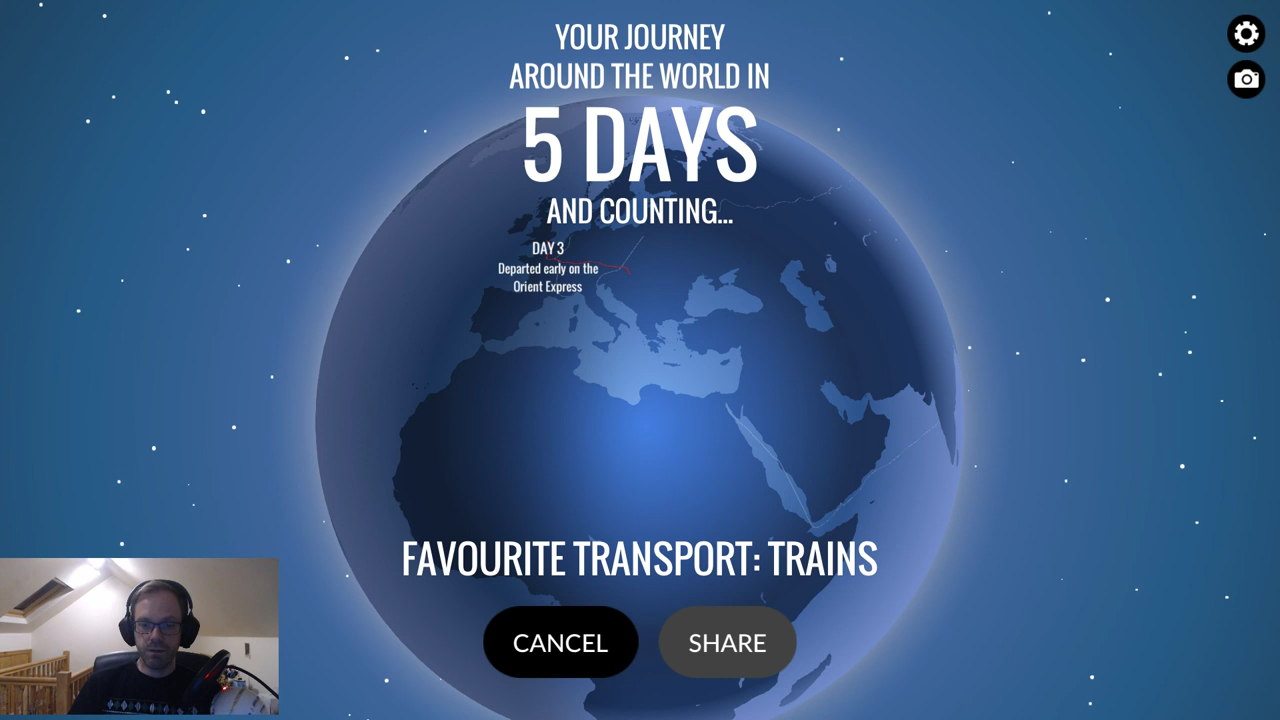 YOUR JOURNEY
AROUND THE WORLD IN
5 DAYS
AND COUNTING...
DAY 3
Departed early on the
Orient Express
FAVOURITE TRANSPORT: TRAINS
CANCEL
SHARE